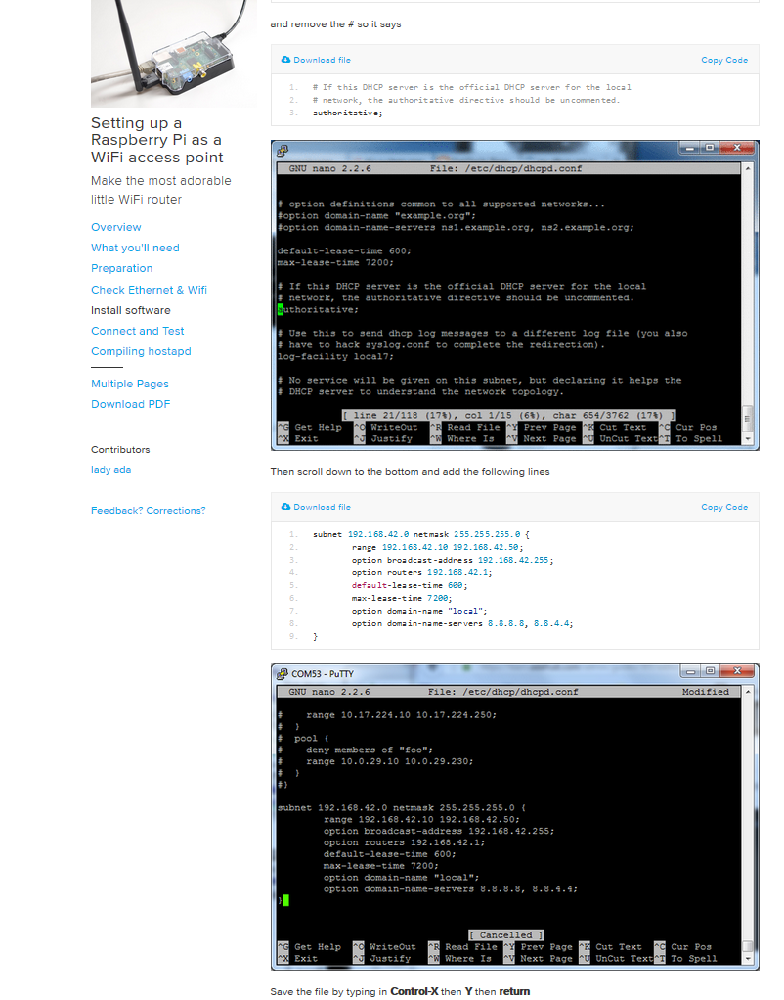 and remove the # so it says
Download file
Copy Code
1. # If this DHCP server is the official DHCP server for the local
2. # network, the authoritative directive should be uncommented.
3. authoritative;
Setting up a
Raspberry Pi as a
WiFi access point
Make the most adorable
little WiFi router
Overview
What you'll need
Preparation
Check Ethernet & Wifi
Install software
Connect and Test
Compiling hostapd
Multiple Pages
Download PDF
Contributors
lady ada
Feedback? Corrections?
GNU nano 2.2.6 File: /etc/dhcp/dhcpd.conf
# option definitions common to all supported networks...
#option domain-name "example.org";
#option domain-name-servers ns1.example.org, ns2.example.org;
default-lease-time 600;
max-lease-time 7200;
# If this DHCP server is the official DHCP server for the local
# network, the authoritative directive should be uncommented.
authoritative;
# Use this to send dhcp log messages to a different log file (you also
# have to hack syslog.conf to complete the redirection).
log-facility local7;
# No service will be given on this subnet, but declaring it helps the
# DHCP server to understand the network topology.
[ line 21/118 (17%), col 1/15 (6%), char 654/3762 (17%) ]
^G Get Help ^O WriteOut ^R Read File ^Y Prev Page ^K Cut Text ^C Cur Pos
^X Exit ^J Justify ^W Where Is ^V Next Page ^U UnCut Text ^T To Spell
Then scroll down to the bottom and add the following lines
Download file
Copy Code
1. subnet 192.168.42.0 netmask 255.255.255.0 {
2. range 192.168.42.10 192.168.42.50;
3. option broadcast-address 192.168.42.255;
4. option routers 192.168.42.1;
5. default-lease-time 600;
6. max-lease-time 7200;
7. option domain-name "local";
8. option domain-name-servers 8.8.8.8, 8.8.4.4;
9. }
COM53 - PuTTY
GNU nano 2.2.6 File: /etc/dhcp/dhcpd.conf Modified
# range 10.17.224.10 10.17.224.250;
# }
# pool {
# deny members of "foo";
# range 10.0.29.10 10.0.29.230;
# }
#}
subnet 192.168.42.0 netmask 255.255.255.0 {
range 192.168.42.10 192.168.42.50;
option broadcast-address 192.168.42.255;
option routers 192.168.42.1;
default-lease-time 600;
max-lease-time 7200;
option domain-name "local";
option domain-name-servers 8.8.8.8, 8.8.4.4;
}
[ Cancelled ]
^G Get Help ^O WriteOut ^R Read File ^Y Prev Page ^K Cut Text ^C Cur Pos
^X Exit ^J Justify ^W Where Is ^V Next Page ^U UnCut Text ^T To Spell
Save the file by typing in Control-X then Y then return